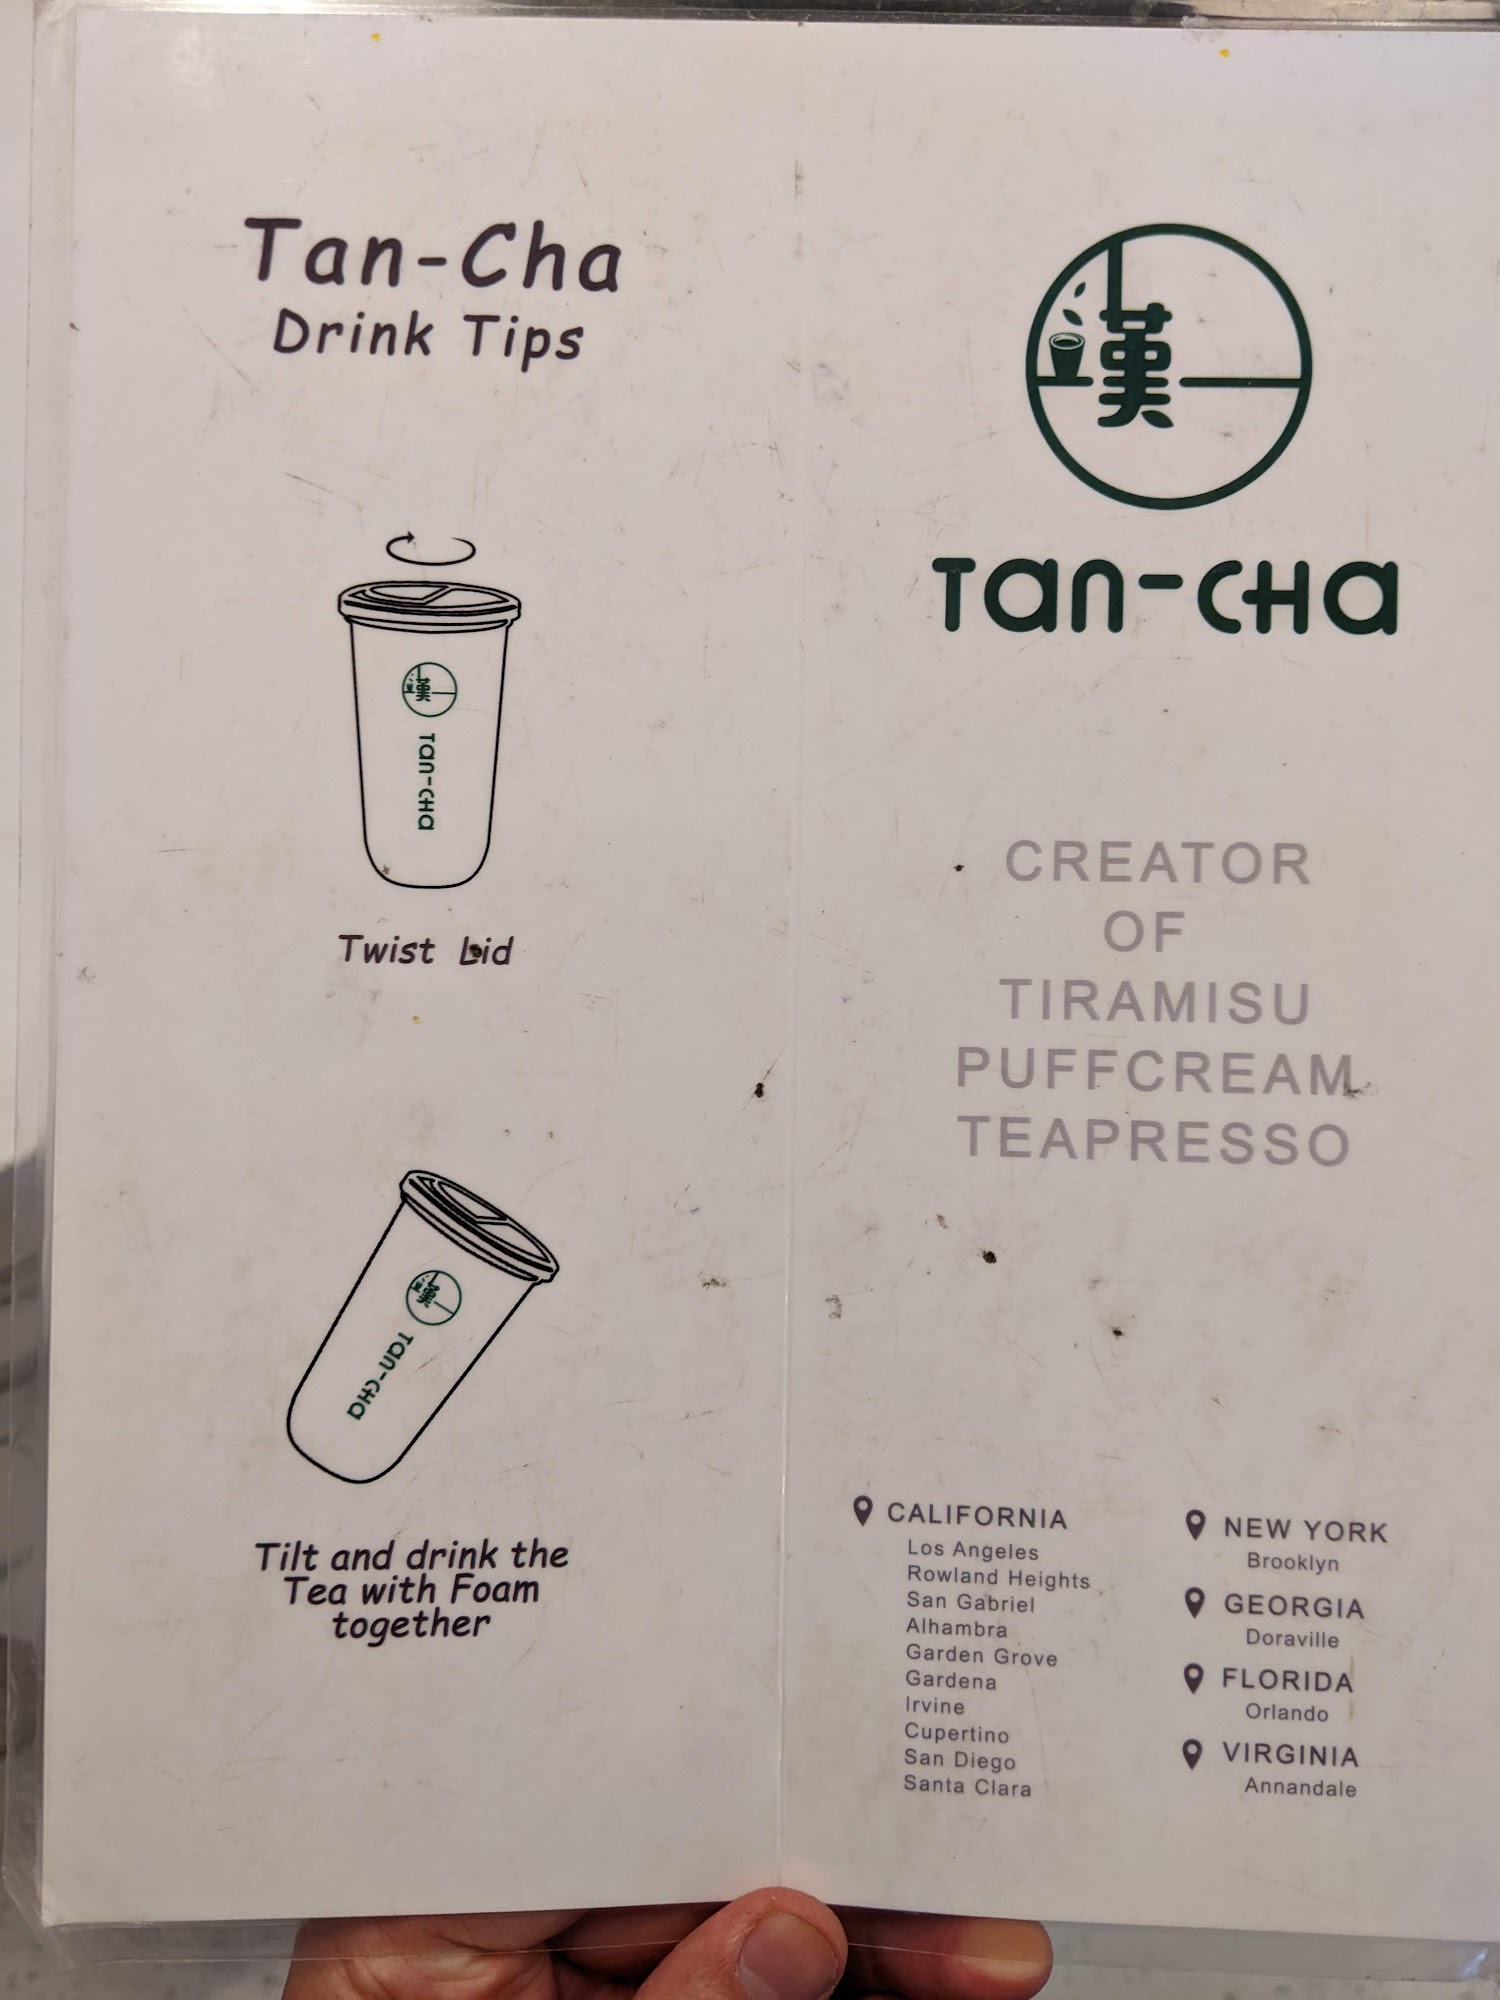 Tan-Cha
Drink Tips
Tan-CHa
Twist Lid
Tan-CHa
Tilt and drink the
Tea with Foam
together
漢
Tan-CHa
CREATOR
OF
TIRAMISU
PUFFCREAM
TEAPRESSO
CALIFORNIA
Los Angeles
Rowland Heights
San Gabriel
Alhambra
Garden Grove
Gardena
Irvine
Cupertino
San Diego
Santa Clara
NEW YORK
Brooklyn
GEORGIA
Doraville
FLORIDA
Orlando
VIRGINIA
Annandale